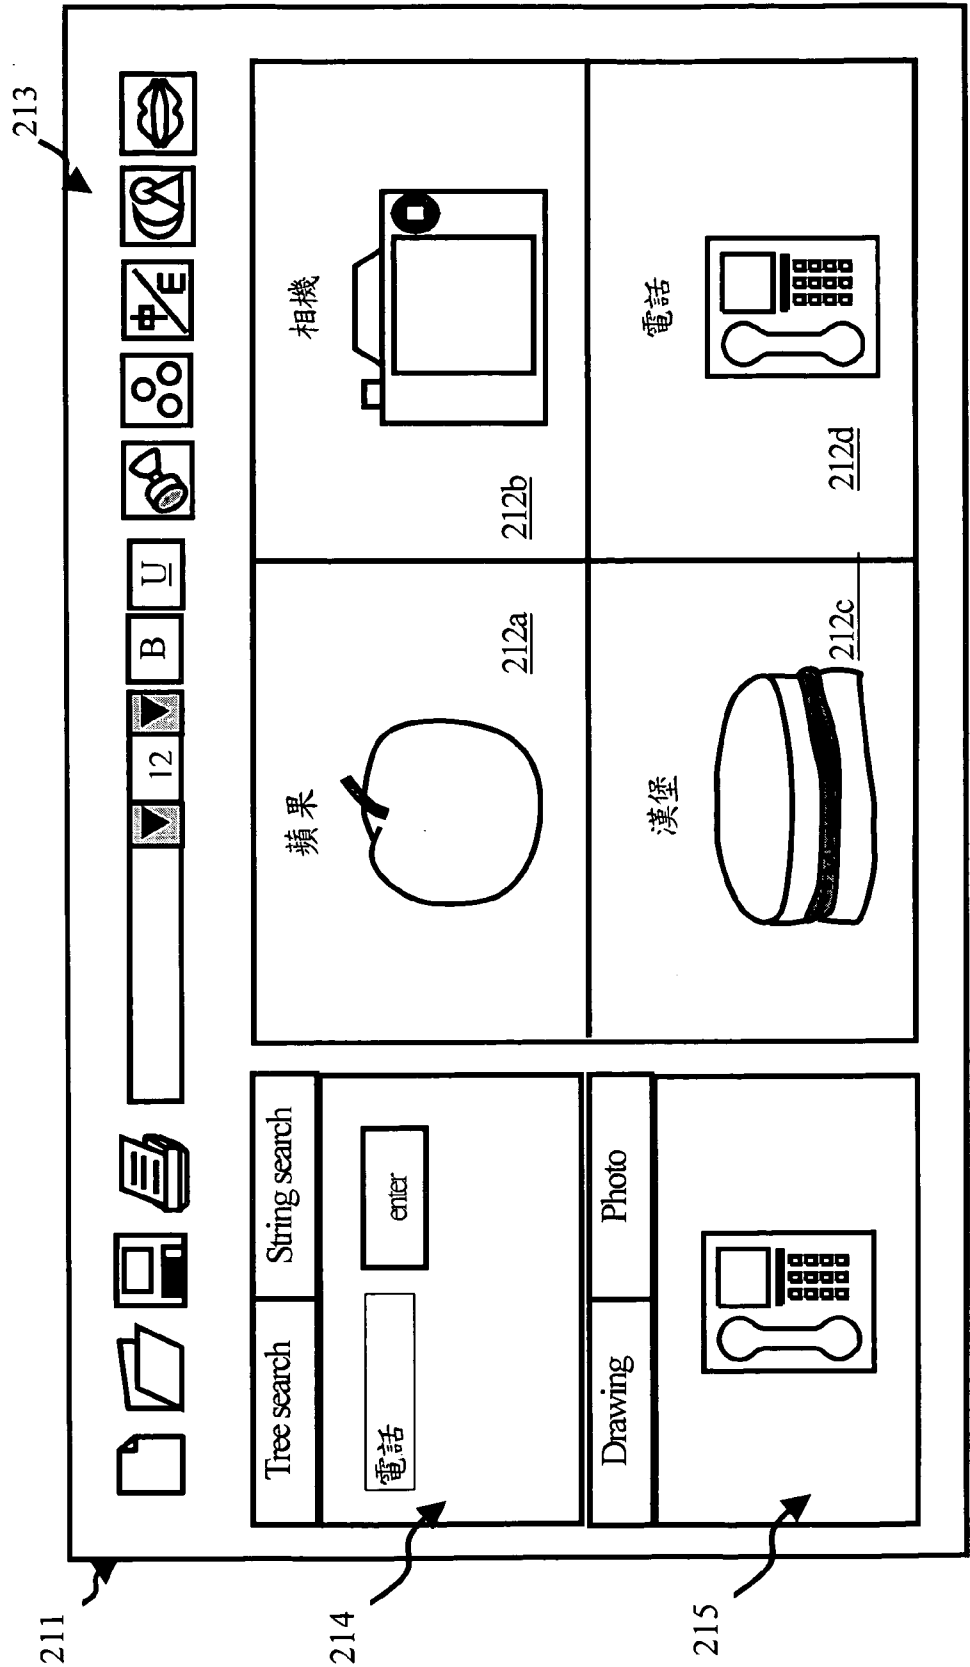 213
211
12
B
U
中/E
Tree search
String search
電話
enter
214
Drawing
Photo
215
蘋果
212a
相機
212b
漢堡
212c
電話
212d